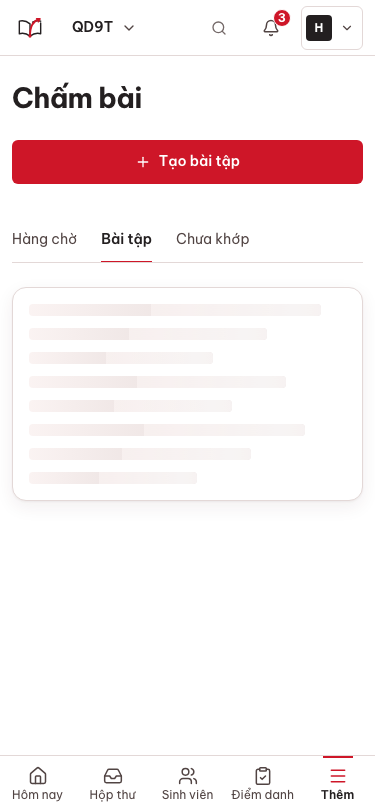 QD9T
3
H
Chấm bài
Tạo bài tập
Hàng chờ
Bài tập
Chưa khớp
Hôm nay
Hộp thư
Sinh viên
Điểm danh
Thêm